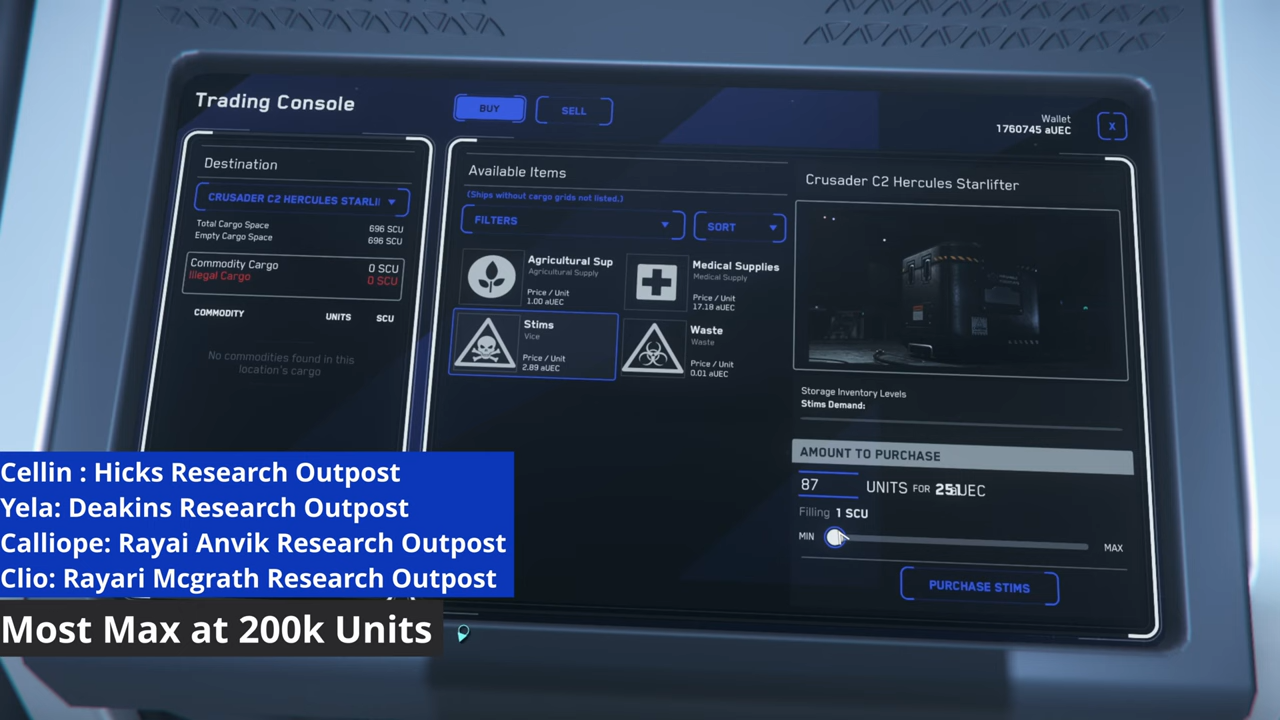 Trading Console
BUY
SELL
Wallet
1760745 aUEC
X
Destination
CRUSADER C2 HERCULES STARLI
Total Cargo Space 696 SCU
Empty Cargo Space 696 SCU
Commodity Cargo 0 SCU
Illegal Cargo 0 SCU
COMMODITY UNITS SCU
No commodities found in this
location's cargo
Available Items
(Ships without cargo grids not listed.)
FILTERS
SORT
Agricultural Sup
Agricultural Supply
Price / Unit
1.00 aUEC
Medical Supplies
Medical Supply
Price / Unit
17.18 aUEC
Stims
Vice
Price / Unit
2.89 aUEC
Waste
Waste
Price / Unit
0.01 aUEC
Crusader C2 Hercules Starlifter
Storage Inventory Levels
Stims Demand:
AMOUNT TO PURCHASE
87 UNITS FOR 251 aUEC
Filling 1 SCU
MIN
MAX
PURCHASE STIMS
Cellin : Hicks Research Outpost
Yela: Deakins Research Outpost
Calliope: Rayai Anvik Research Outpost
Clio: Rayari Mcgrath Research Outpost
Most Max at 200k Units